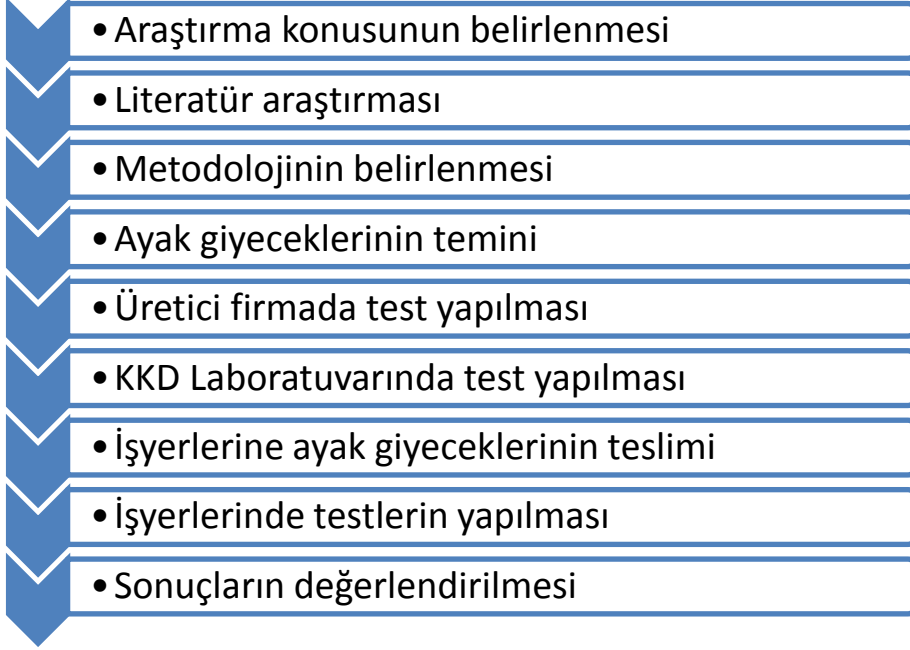 • Araştırma konusunun belirlenmesi
• Literatür araştırması
• Metodolojinin belirlenmesi
• Ayak giyeceklerinin temini
• Üretici firmada test yapılması
• KKD Laboratuvarında test yapılması
• İşyerlerine ayak giyeceklerinin teslimi
• İşyerlerinde testlerin yapılması
• Sonuçların değerlendirilmesi